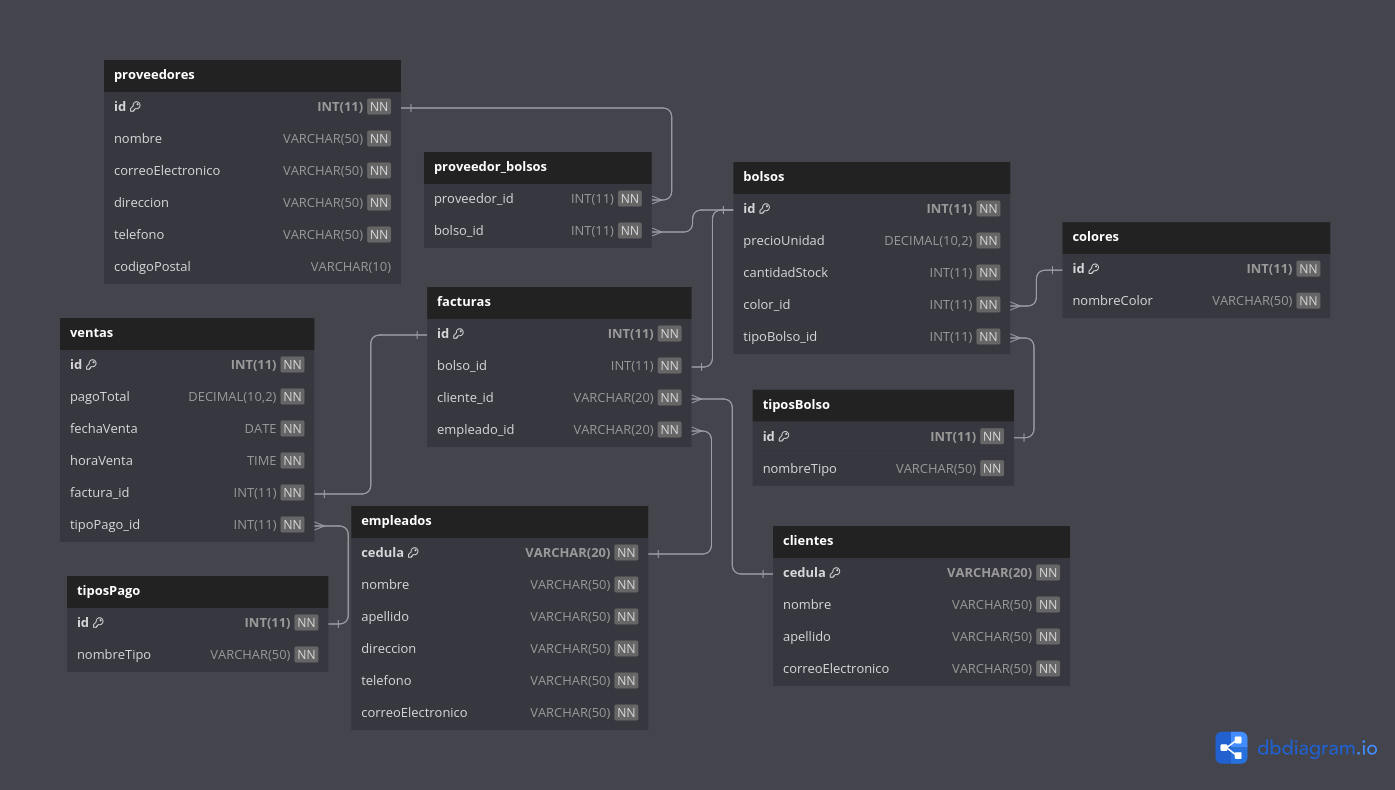 proveedores
id INT(11) NN
nombre VARCHAR(50) NN
correoElectronico VARCHAR(50) NN
direccion VARCHAR(50) NN
telefono VARCHAR(50) NN
codigoPostal VARCHAR(10)
proveedor_bolsos
proveedor_id INT(11) NN
bolso_id INT(11) NN
bolsos
id INT(11) NN
precioUnidad DECIMAL(10,2) NN
cantidadStock INT(11) NN
color_id INT(11) NN
tipoBolso_id INT(11) NN
colores
id INT(11) NN
nombreColor VARCHAR(50) NN
facturas
id INT(11) NN
bolso_id INT(11) NN
cliente_id VARCHAR(20) NN
empleado_id VARCHAR(20) NN
ventas
id INT(11) NN
pagoTotal DECIMAL(10,2) NN
fechaVenta DATE NN
horaVenta TIME NN
factura_id INT(11) NN
tipoPago_id INT(11) NN
tiposBolso
id INT(11) NN
nombreTipo VARCHAR(50) NN
empleados
cedula VARCHAR(20) NN
nombre VARCHAR(50) NN
apellido VARCHAR(50) NN
direccion VARCHAR(50) NN
telefono VARCHAR(50) NN
correoElectronico VARCHAR(50) NN
clientes
cedula VARCHAR(20) NN
nombre VARCHAR(50) NN
apellido VARCHAR(50) NN
correoElectronico VARCHAR(50) NN
tiposPago
id INT(11) NN
nombreTipo VARCHAR(50) NN
dbdiagram.io